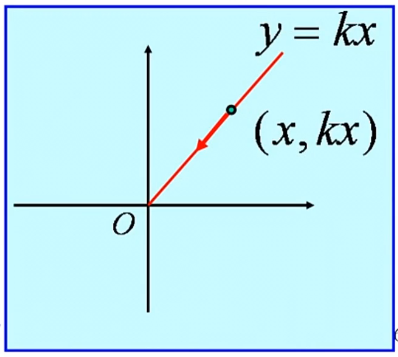 y = kx
(x, kx)
O